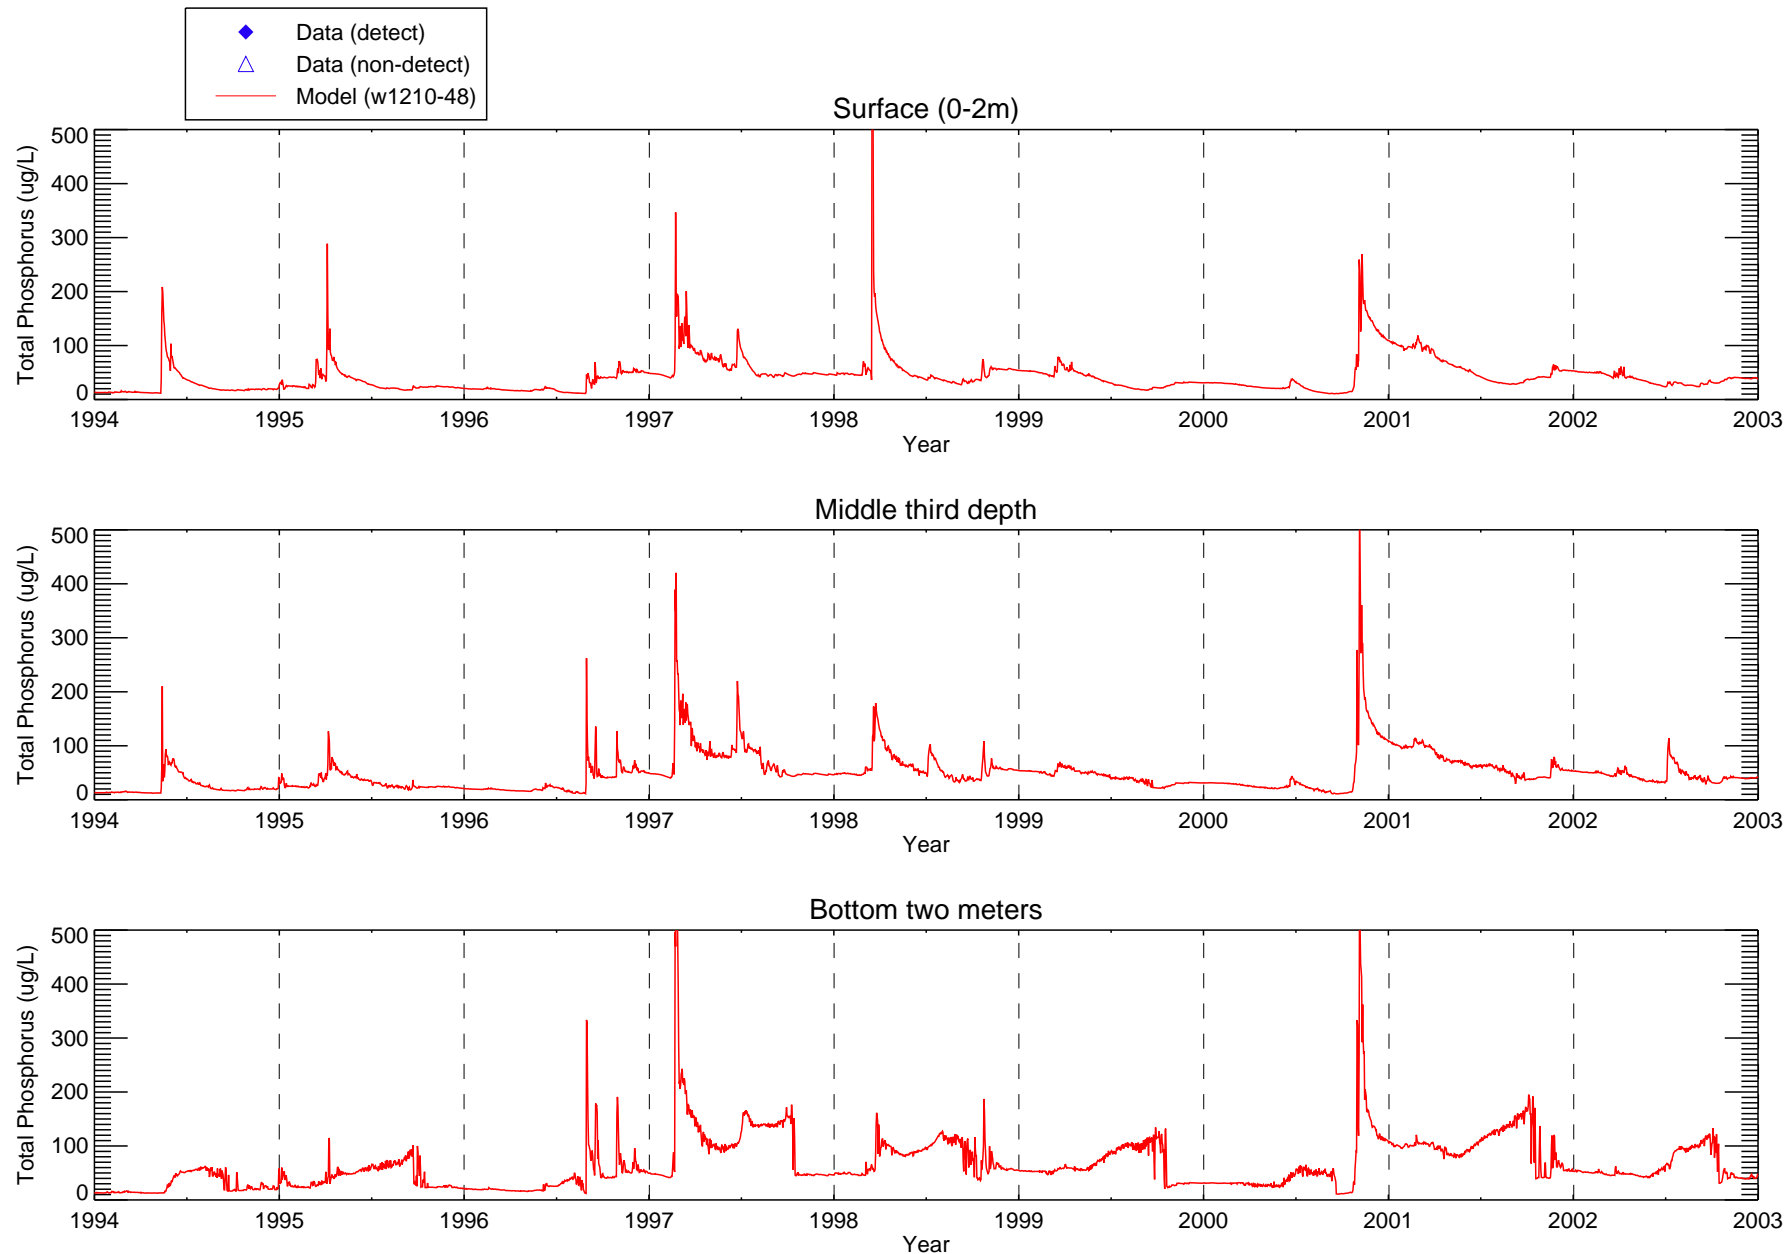 Data (detect)
Data (non-detect)
Model (w1210-48)
Surface (0-2m)
Total Phosphorus (ug/L)
500
400
300
200
100
0
1994 1995 1996 1997 1998 1999 2000 2001 2002 2003
Year
Middle third depth
Total Phosphorus (ug/L)
500
400
300
200
100
0
1994 1995 1996 1997 1998 1999 2000 2001 2002 2003
Year
Bottom two meters
Total Phosphorus (ug/L)
500
400
300
200
100
0
1994 1995 1996 1997 1998 1999 2000 2001 2002 2003
Year